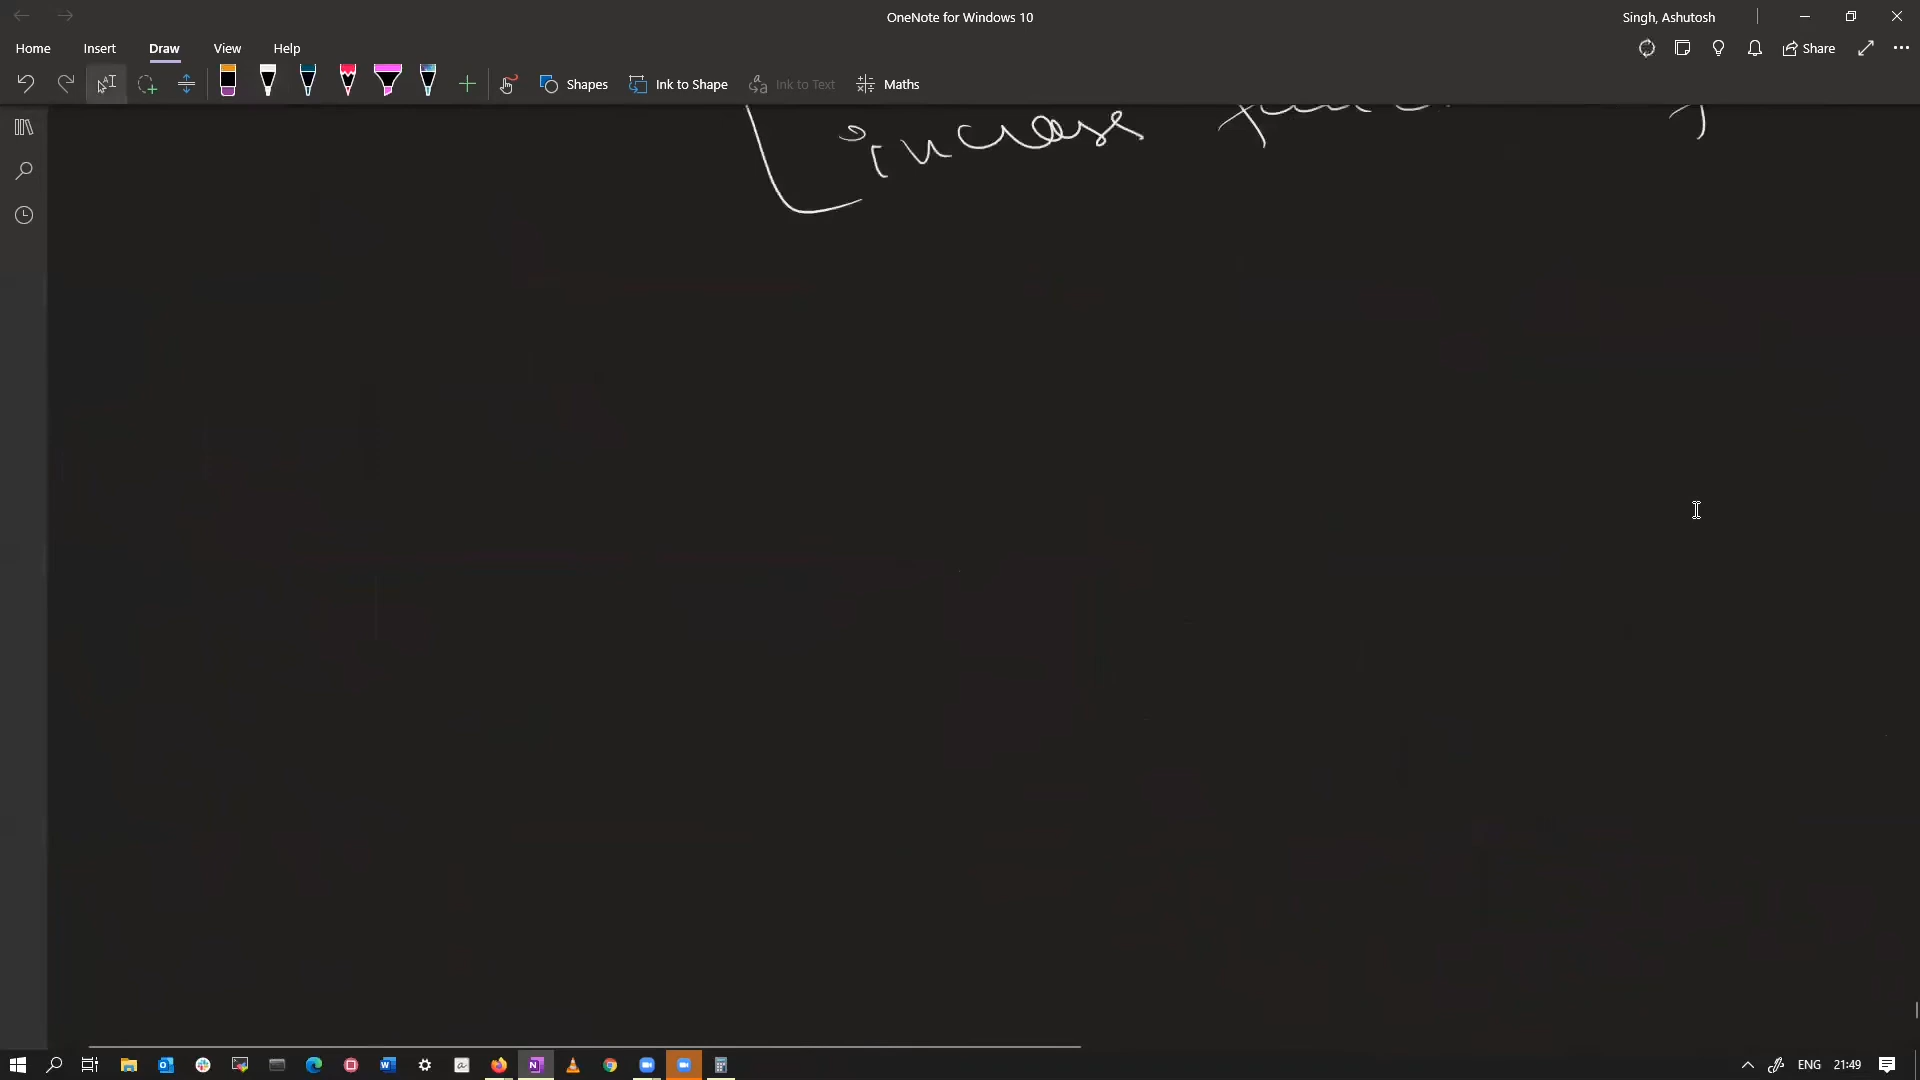 OneNote for Windows 10
Singh, Ashutosh
Home Insert Draw View Help
Share
Shapes Ink to Shape Ink to Text Maths
increase
ENG 21:49